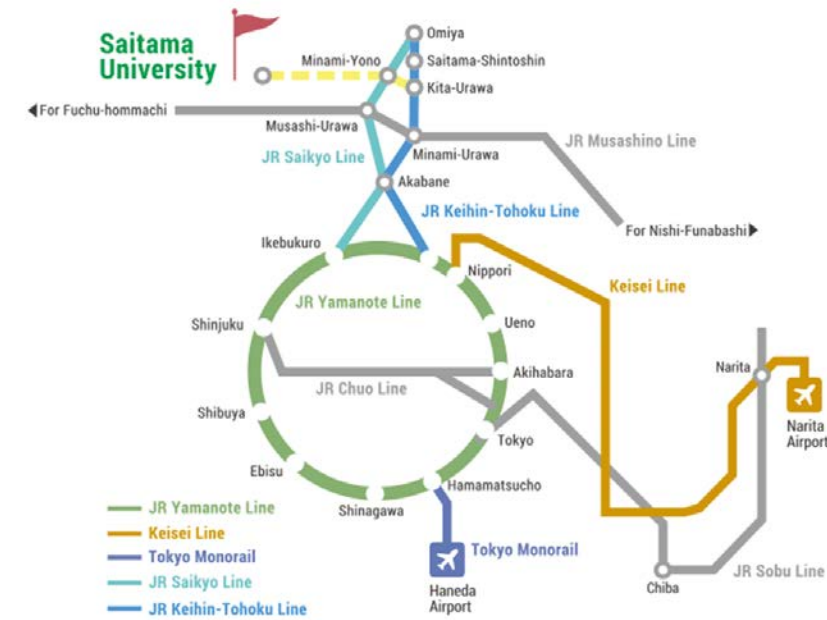 Saitama
University
Omiya
Minami-Yono
Saitama-Shintoshin
Kita-Urawa
For Fuchu-hommachi
Musashi-Urawa
JR Musashino Line
Minami-Urawa
JR Saikyo Line
Akabane
JR Keihin-Tohoku Line
For Nishi-Funabashi
Ikebukuro
Nippori
Keisei Line
JR Yamanote Line
Shinjuku
Ueno
Narita
Akihabara
JR Chuo Line
Shibuya
Narita
Airport
Tokyo
Ebisu
Hamamatsucho
Shinagawa
JR Yamanote Line
Keisei Line
Tokyo Monorail
JR Saikyo Line
JR Keihin-Tohoku Line
Tokyo Monorail
Haneda
Airport
Chiba
JR Sobu Line